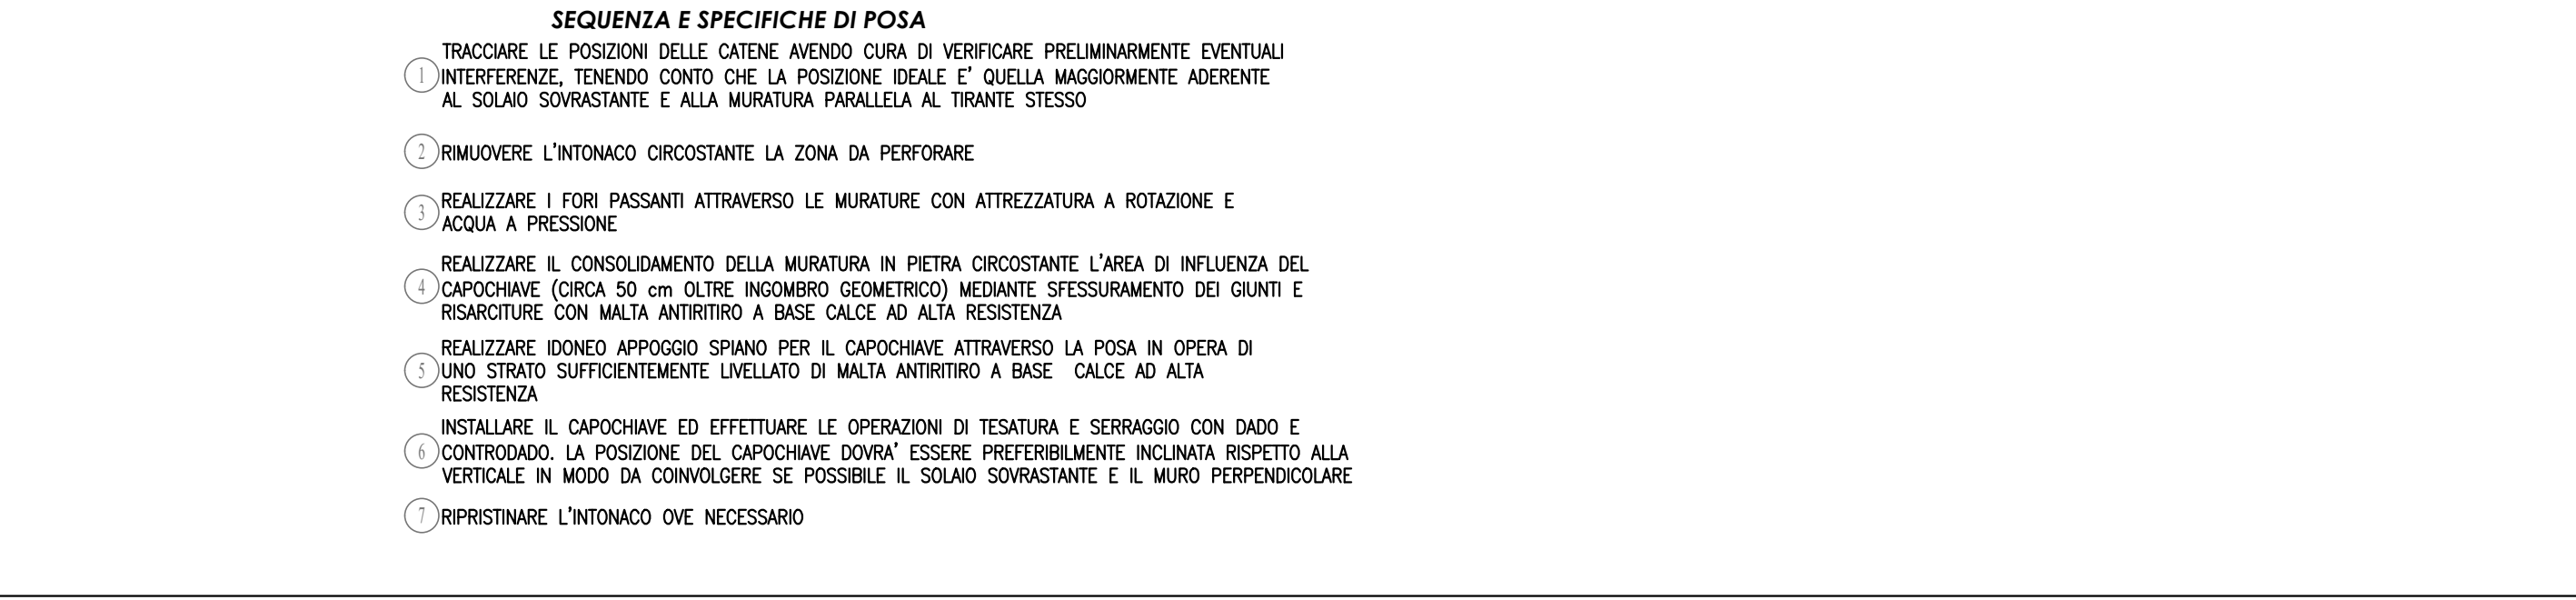 SEQUENZA E SPECIFICHE DI POSA
TRACCIARE LE POSIZIONI DELLE CATENE AVENDO CURA DI VERIFICARE PRELIMINARMENTE EVENTUALI
1 INTERFERENZE, TENENDO CONTO CHE LA POSIZIONE IDEALE E' QUELLA MAGGIORMENTE ADERENTE
AL SOLAIO SOVRASTANTE E ALLA MURATURA PARALLELA AL TIRANTE STESSO
2 RIMUOVERE L'INTONACO CIRCOSTANTE LA ZONA DA PERFORARE
3 REALIZZARE I FORI PASSANTI ATTRAVERSO LE MURATURE CON ATTREZZATURA A ROTAZIONE E
ACQUA A PRESSIONE
REALIZZARE IL CONSOLIDAMENTO DELLA MURATURA IN PIETRA CIRCOSTANTE L'AREA DI INFLUENZA DEL
4 CAPOCHIAVE (CIRCA 50 cm OLTRE INGOMBRO GEOMETRICO) MEDIANTE SFESSURAMENTO DEI GIUNTI E
RISARCITURE CON MALTA ANTIRITIRO A BASE CALCE AD ALTA RESISTENZA
REALIZZARE IDONEO APPOGGIO SPIANO PER IL CAPOCHIAVE ATTRAVERSO LA POSA IN OPERA DI
5 UNO STRATO SUFFICIENTEMENTE LIVELLATO DI MALTA ANTIRITIRO A BASE CALCE AD ALTA
RESISTENZA
INSTALLARE IL CAPOCHIAVE ED EFFETTUARE LE OPERAZIONI DI TESATURA E SERRAGGIO CON DADO E
6 CONTRODADO. LA POSIZIONE DEL CAPOCHIAVE DOVRA' ESSERE PREFERIBILMENTE INCLINATA RISPETTO ALLA
VERTICALE IN MODO DA COINVOLGERE SE POSSIBILE IL SOLAIO SOVRASTANTE E IL MURO PERPENDICOLARE
7 RIPRISTINARE L'INTONACO OVE NECESSARIO